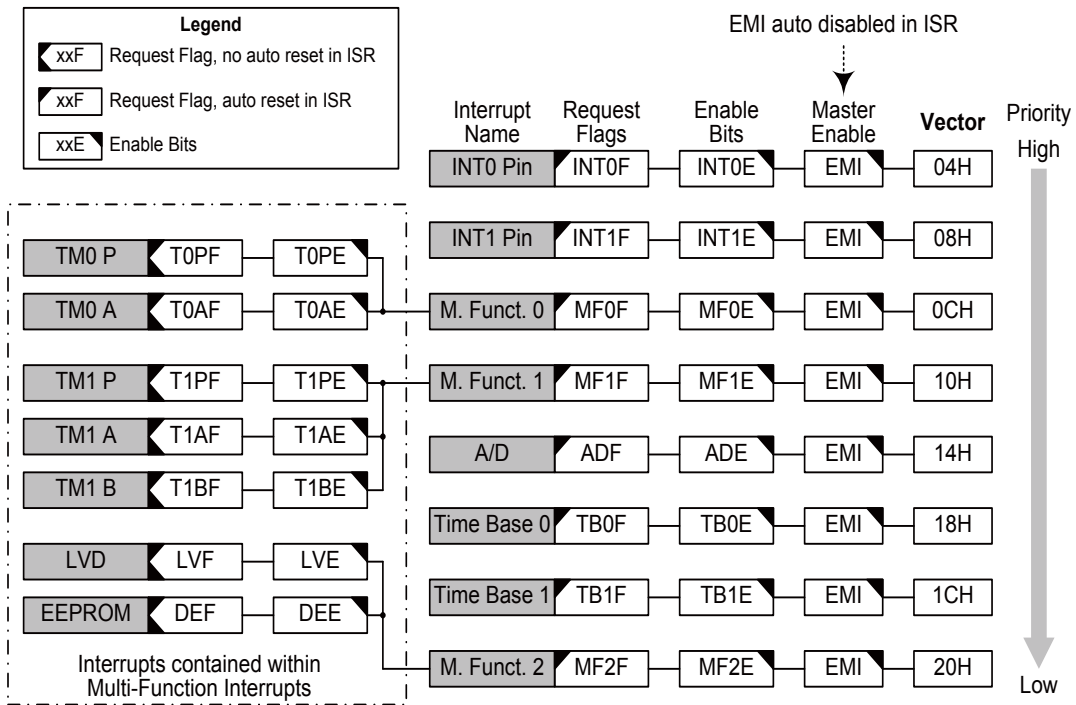 Legend
xxF Request Flag, no auto reset in ISR
xxF Request Flag, auto reset in ISR
xxE Enable Bits
EMI auto disabled in ISR
Interrupt Name
Request Flags
Enable Bits
Master Enable
Vector
Priority
High
INT0 Pin INT0F INT0E EMI 04H
INT1 Pin INT1F INT1E EMI 08H
TM0 P T0PF T0PE
TM0 A T0AF T0AE
M. Funct. 0 MF0F MF0E EMI 0CH
TM1 P T1PF T1PE
M. Funct. 1 MF1F MF1E EMI 10H
TM1 A T1AF T1AE
A/D ADF ADE EMI 14H
TM1 B T1BF T1BE
Time Base 0 TB0F TB0E EMI 18H
LVD LVF LVE
Time Base 1 TB1F TB1E EMI 1CH
EEPROM DEF DEE
M. Funct. 2 MF2F MF2E EMI 20H
Interrupts contained within
Multi-Function Interrupts
Low